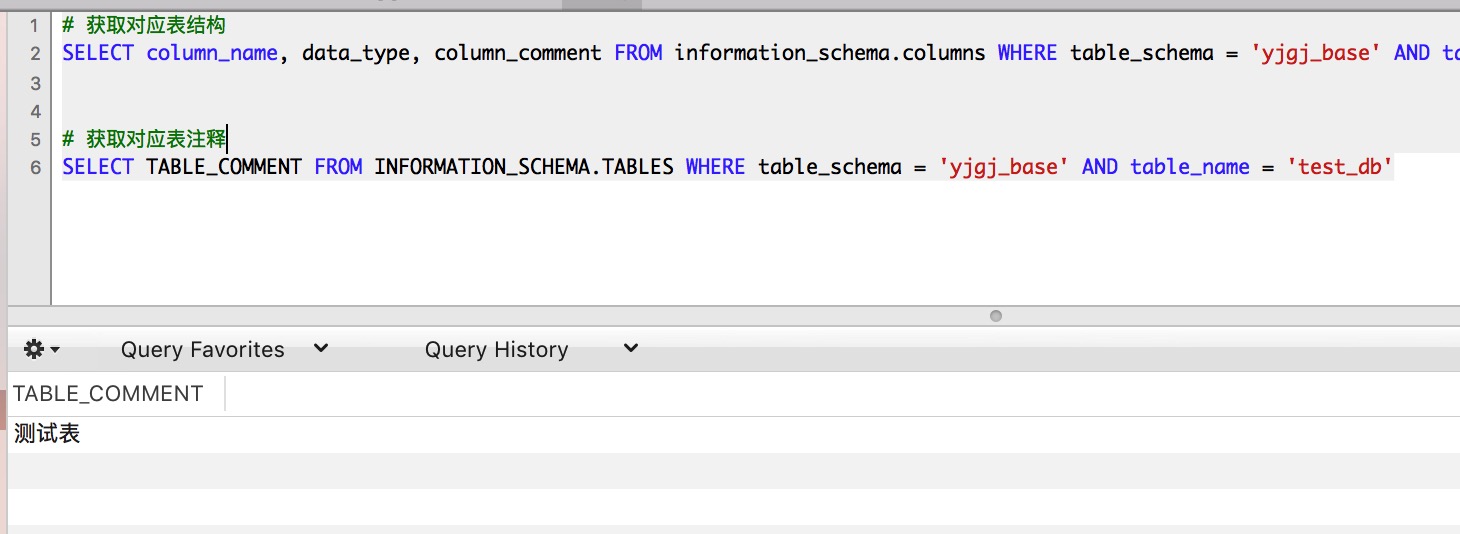 1 # 获取对应表结构
2 SELECT column_name, data_type, column_comment FROM information_schema.columns WHERE table_schema = 'yjgj_base' AND
3
4
5 # 获取对应表注释
6 SELECT TABLE_COMMENT FROM INFORMATION_SCHEMA.TABLES WHERE table_schema = 'yjgj_base' AND table_name = 'test_db'
Query Favorites Query History
TABLE_COMMENT
测试表